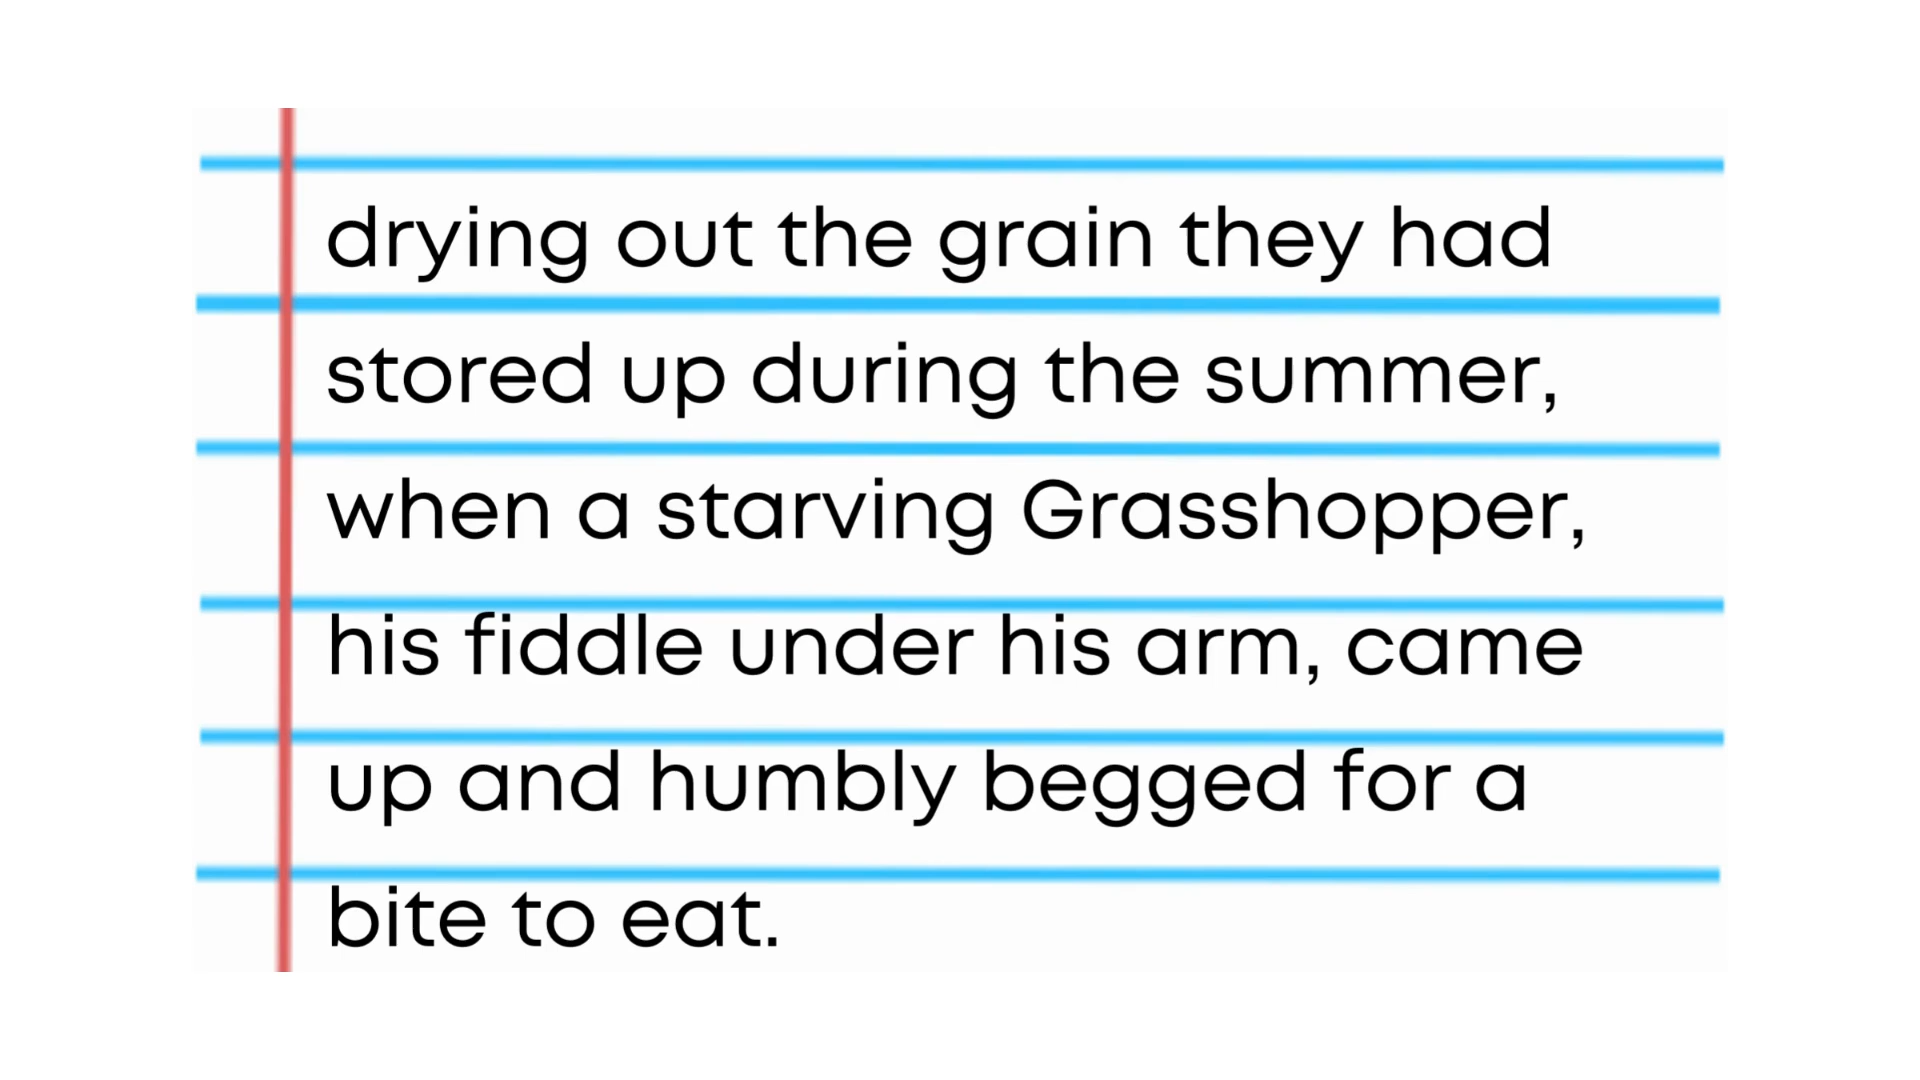 drying out the grain they had
stored up during the summer,
when a starving Grasshopper,
his fiddle under his arm, came
up and humbly begged for a
bite to eat.